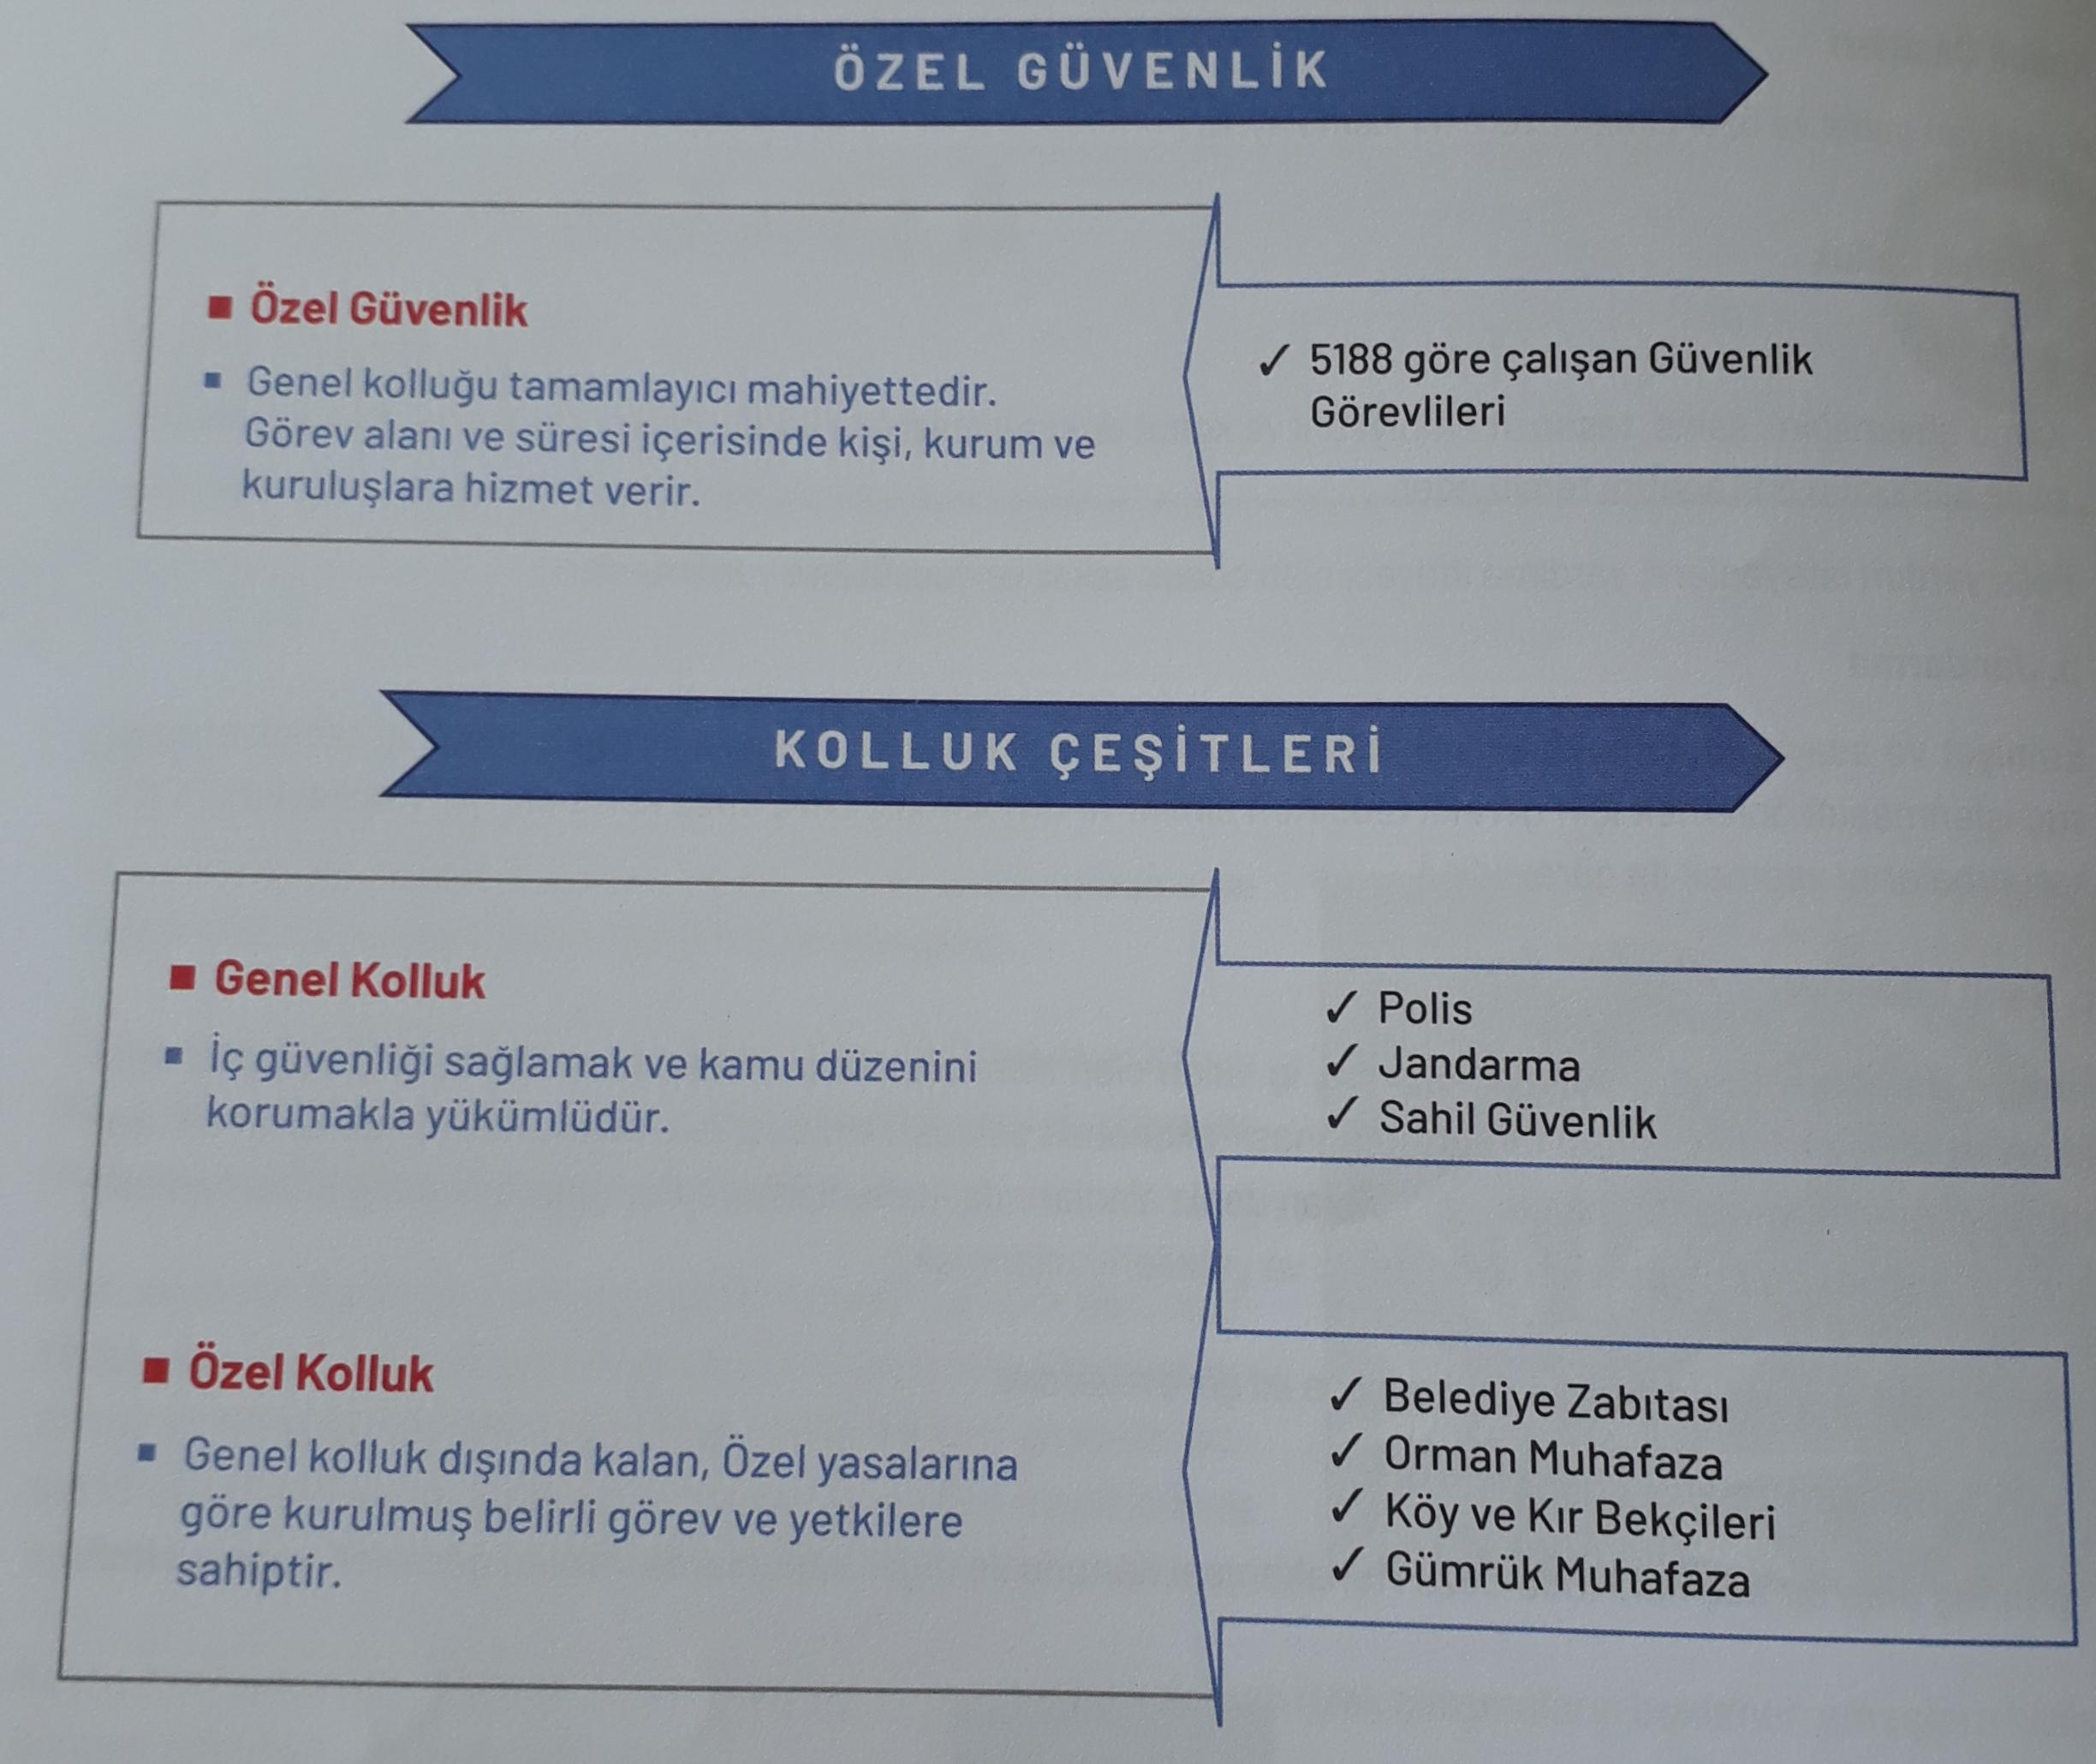 ÖZEL GÜVENLİK
▪ Özel Güvenlik
▪ Genel kolluğu tamamlayıcı mahiyettedir.
Görev alanı ve süresi içerisinde kişi, kurum ve
kuruluşlara hizmet verir.
✓ 5188 göre çalışan Güvenlik
Görevlileri
KOLLUK ÇEŞİTLERİ
▪ Genel Kolluk
▪ İç güvenliği sağlamak ve kamu düzenini
korumakla yükümlüdür.
✓ Polis
✓ Jandarma
✓ Sahil Güvenlik
▪ Özel Kolluk
▪ Genel kolluk dışında kalan, Özel yasalarına
göre kurulmuş belirli görev ve yetkilere
sahiptir.
✓ Belediye Zabıtası
✓ Orman Muhafaza
✓ Köy ve Kır Bekçileri
✓ Gümrük Muhafaza